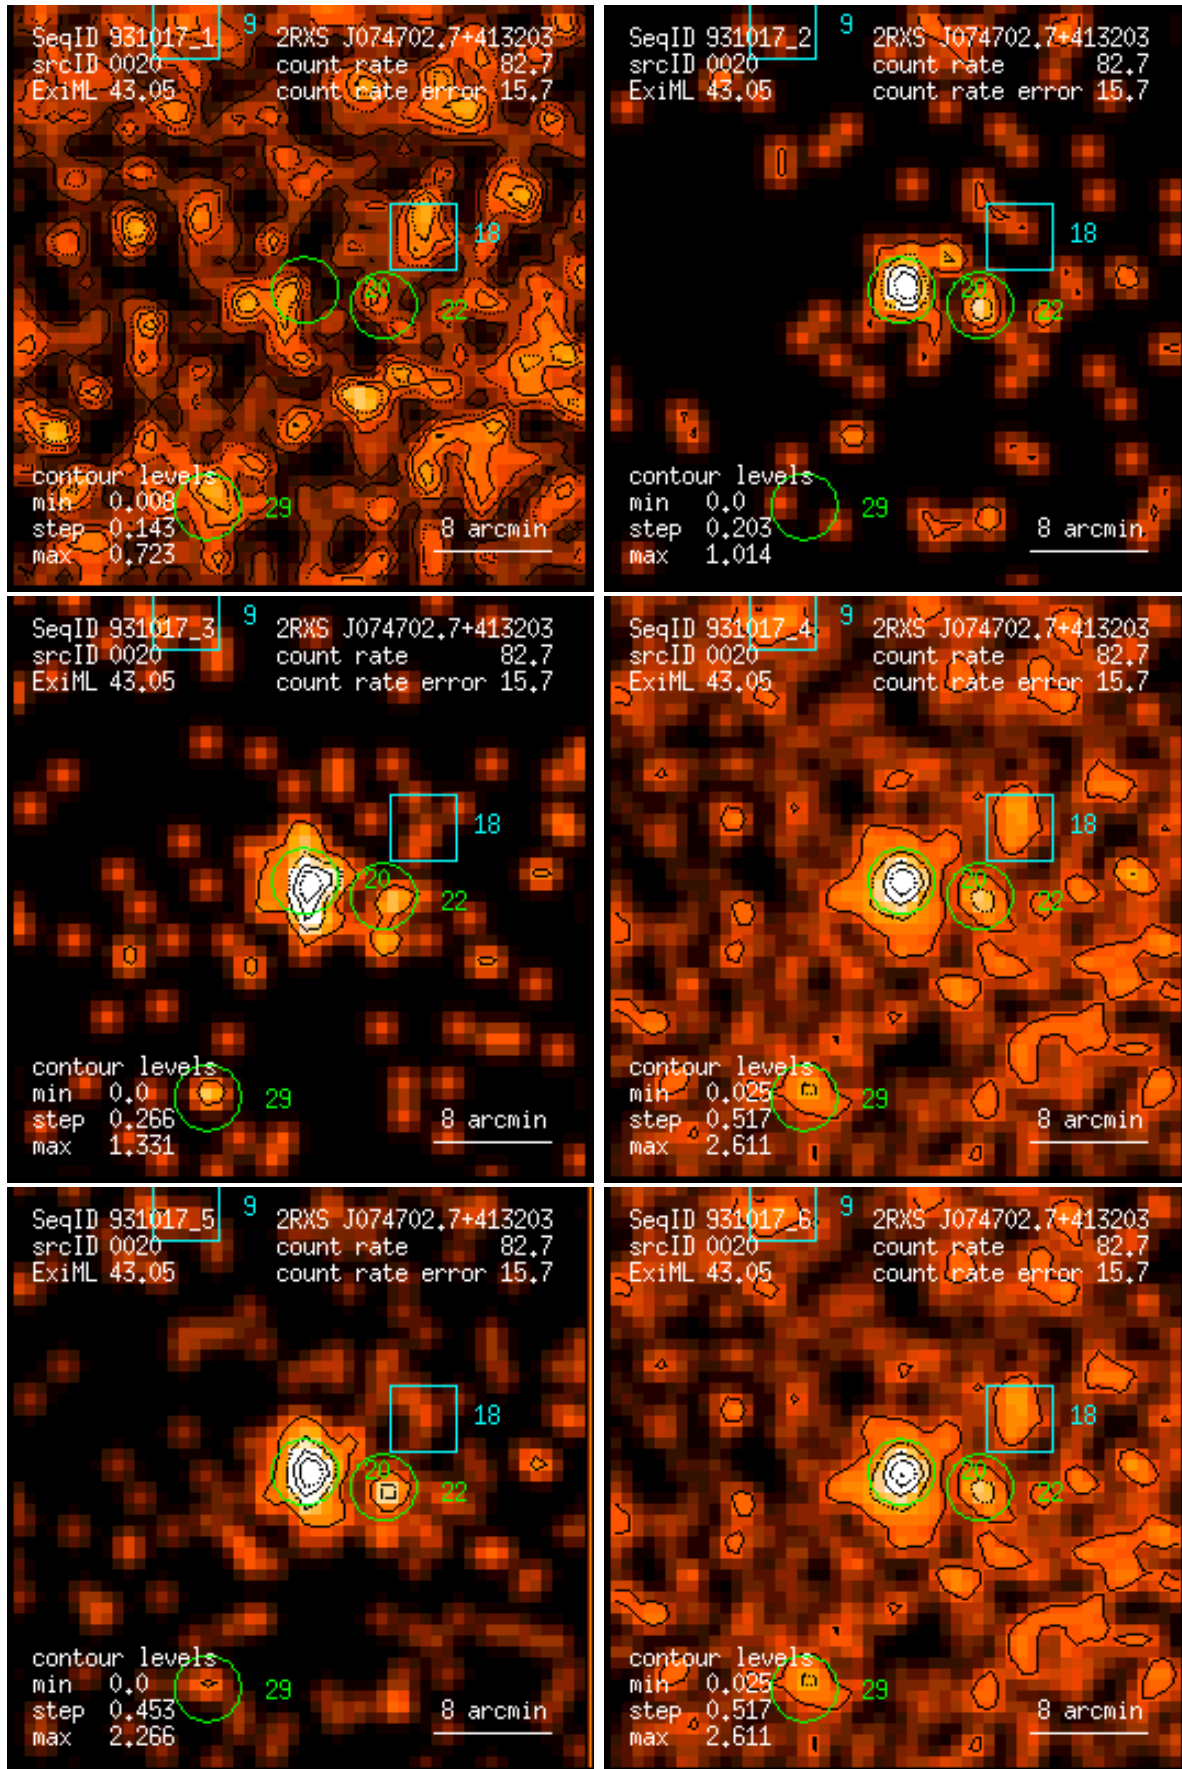 SeqID 931017_1 9 2RXS J074702.7+413203
srcID 0020 count rate 82.7
ExiML 43.05 count rate error 15.7
18
20
22
contour levels
min 0.008 29
step 0.143 8 arcmin
max 0.723
SeqID 931017_2 9 2RXS J074702.7+413203
srcID 0020 count rate 82.7
ExiML 43.05 count rate error 15.7
18
20
22
contour levels
min 0.0 29
step 0.203 8 arcmin
max 1.014
SeqID 931017_3 9 2RXS J074702.7+413203
srcID 0020 count rate 82.7
ExiML 43.05 count rate error 15.7
18
20
22
contour levels
min 0.0 29
step 0.266 8 arcmin
max 1.331
SeqID 931017_4 9 2RXS J074702.7+413203
srcID 0020 count rate 82.7
ExiML 43.05 count rate error 15.7
18
20
22
contour levels
min 0.025 29
step 0.517 8 arcmin
max 2.611
SeqID 931017_5 9 2RXS J074702.7+413203
srcID 0020 count rate 82.7
ExiML 43.05 count rate error 15.7
18
20
22
contour levels
min 0.0 29
step 0.453 8 arcmin
max 2.266
SeqID 931017_6 9 2RXS J074702.7+413203
srcID 0020 count rate 82.7
ExiML 43.05 count rate error 15.7
18
20
22
contour levels
min 0.025 29
step 0.517 8 arcmin
max 2.611